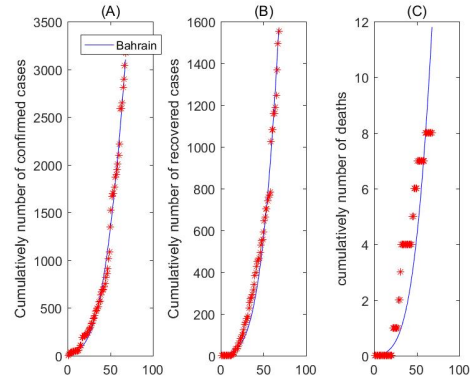 (A)
(B)
(C)
Bahrain
Cumulatively number of confirmed cases
3500
3000
2500
2000
1500
1000
500
0
0 50 100
Cumulatively number of recovered cases
1600
1400
1200
1000
800
600
400
200
0
0 50 100
cumulatively number of deaths
12
10
8
6
4
2
0
0 50 100